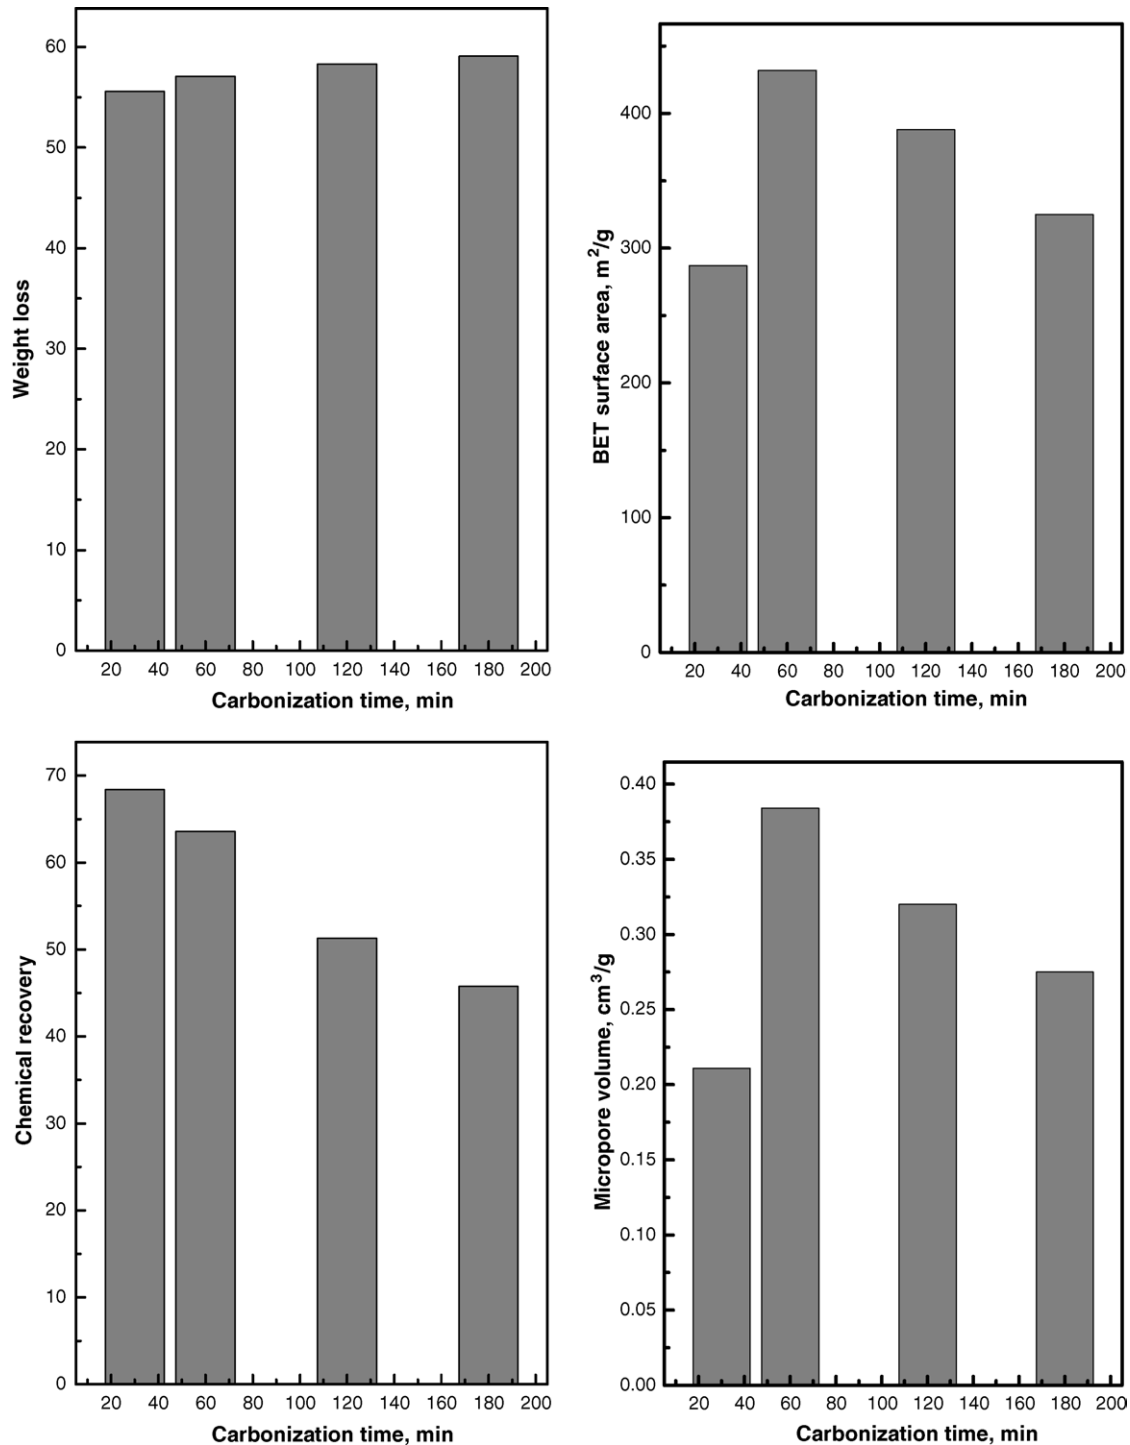 60
50
40
30
20
10
0
Weight loss
20 40 60 80 100 120 140 160 180 200
Carbonization time, min
400
300
200
100
0
BET surface area, m²/g
20 40 60 80 100 120 140 160 180 200
Carbonization time, min
70
60
50
40
30
20
10
0
Chemical recovery
20 40 60 80 100 120 140 160 180 200
Carbonization time, min
0.40
0.35
0.30
0.25
0.20
0.15
0.10
0.05
0.00
Micropore volume, cm³/g
20 40 60 80 100 120 140 160 180 200
Carbonization time, min